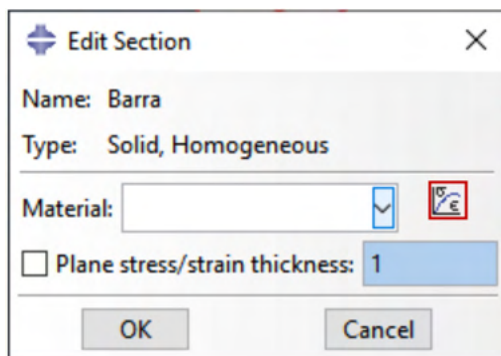 Edit Section
Name: Barra
Type: Solid, Homogeneous
Material:
σ
ε
Plane stress/strain thickness: 1
OK Cancel